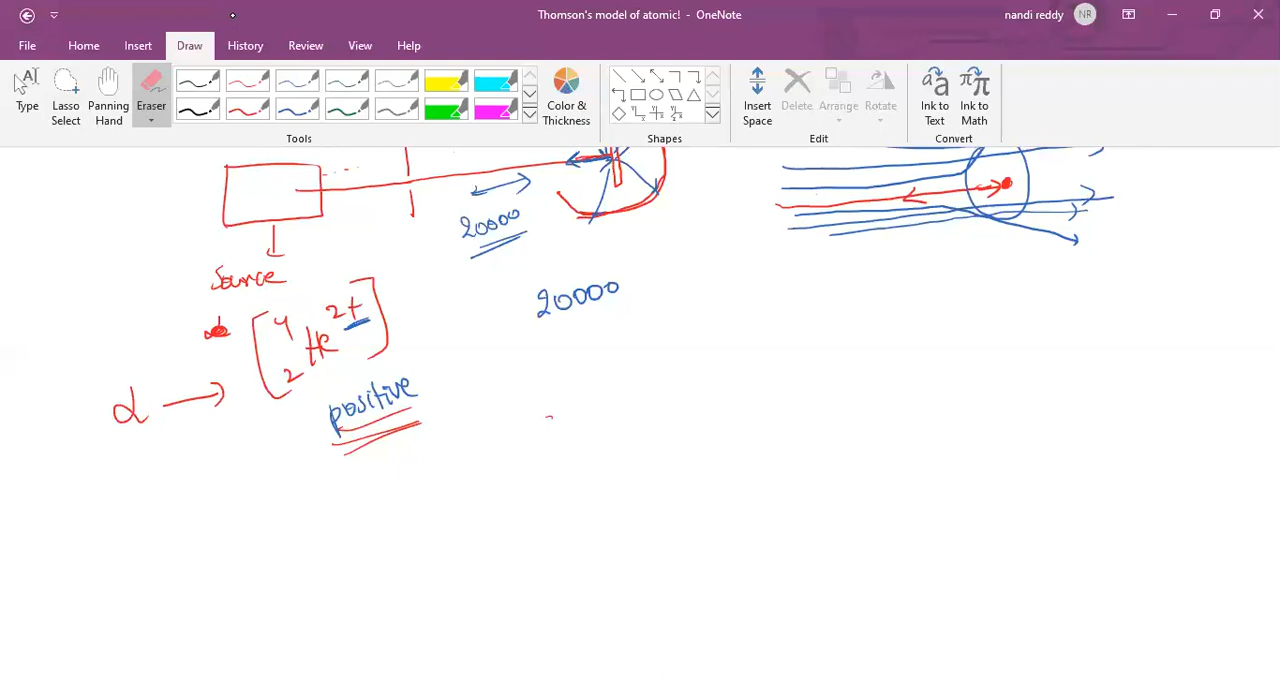 Thomson's model of atomic! - OneNote
nandi reddy
NR
File
Home
Insert
Draw
History
Review
View
Help
Type
Lasso Select
Panning Hand
Eraser
Color & Thickness
Insert Space
Delete
Arrange
Rotate
Ink to Text
Ink to Math
Tools
Shapes
Edit
Convert
20000
Source
20000
4 2+
He
2
α →
positive